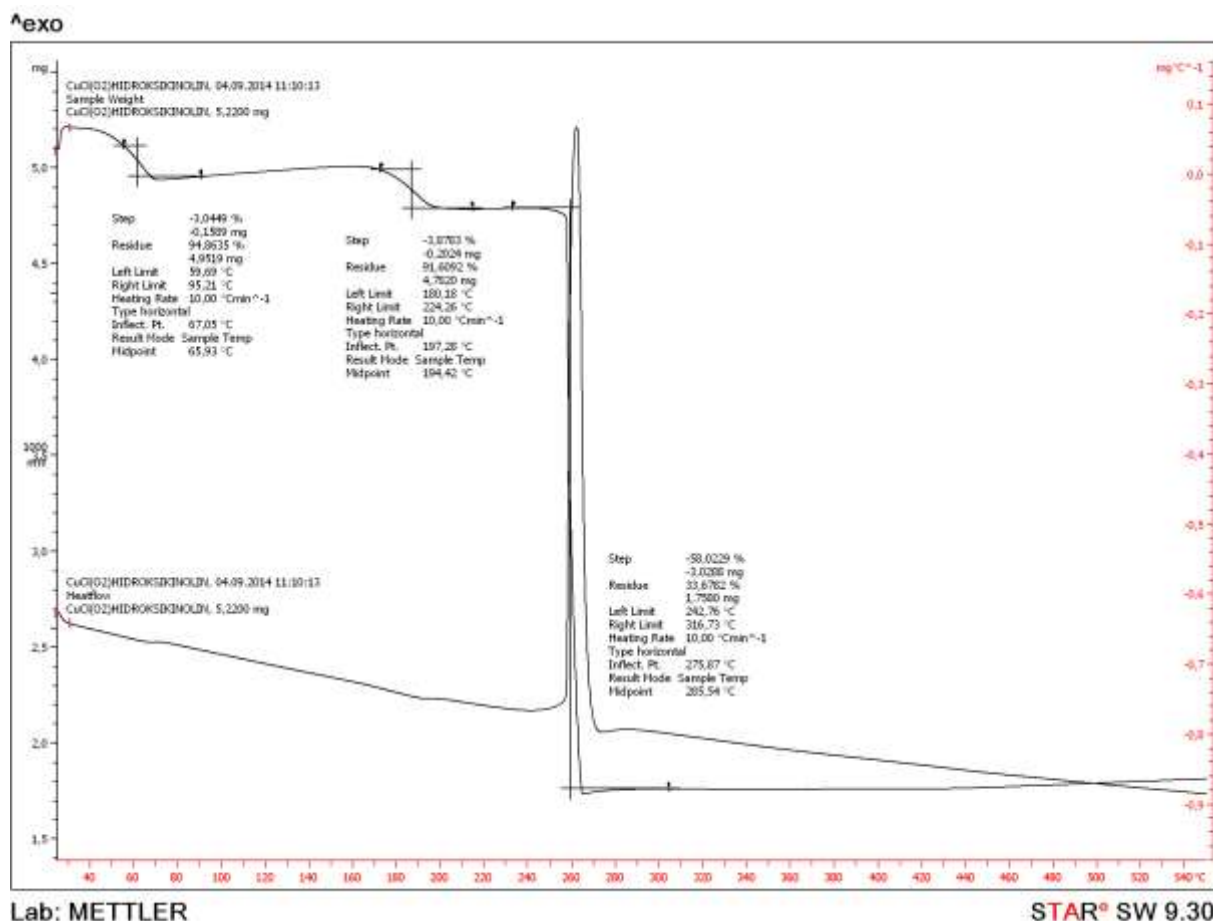 ^exo
mg
mg°C^-1
CuCl(O2)HIDROKSIKINOLIN, 04.09.2014 11:10:13
Sample Weight
CuCl(O2)HIDROKSIKINOLIN, 5,2200 mg
0,1
5,0
0,0
Step -3,0449 %
-0,1589 mg
Residue 94,8635 %
4,9519 mg
Left Limit 59,69 °C
Right Limit 95,21 °C
Heating Rate 10,00 °Cmin^-1
Type horizontal
Inflect. Pt. 67,05 °C
Result Mode Sample Temp
Midpoint 65,93 °C
Step -3,8783 %
-0,2024 mg
Residue 91,6092 %
4,7820 mg
Left Limit 180,18 °C
Right Limit 224,26 °C
Heating Rate 10,00 °Cmin^-1
Type horizontal
Inflect. Pt. 197,28 °C
Result Mode Sample Temp
Midpoint 194,42 °C
-0,1
4,5
-0,2
4,0
-0,3
3,5
-0,4
3,0
-0,5
Step -58,0229 %
-3,0288 mg
Residue 33,6782 %
1,7580 mg
Left Limit 242,76 °C
Right Limit 316,73 °C
Heating Rate 10,00 °Cmin^-1
Type horizontal
Inflect. Pt. 275,87 °C
Result Mode Sample Temp
Midpoint 285,54 °C
CuCl(O2)HIDROKSIKINOLIN, 04.09.2014 11:10:13
Heatflow
CuCl(O2)HIDROKSIKINOLIN, 5,2200 mg
-0,6
2,5
-0,7
2,0
-0,8
-0,9
1,5
40 60 80 100 120 140 160 180 200 220 240 260 280 300 320 340 360 380 400 420 440 460 480 500 520 540 °C
Lab: METTLER
STARe SW 9.30